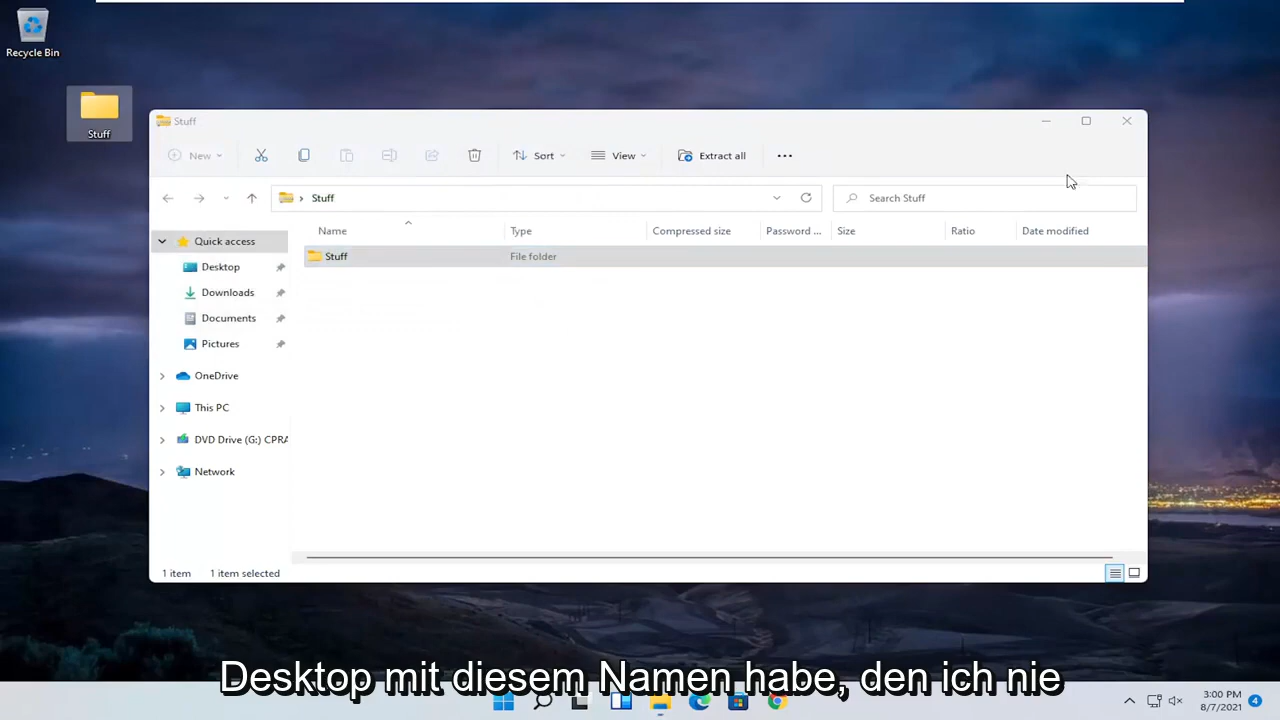 Recycle Bin
Stuff
Stuff
New
Sort
View
Extract all
Stuff
Search Stuff
Name
Type
Compressed size
Password ...
Size
Ratio
Date modified
Quick access
Stuff
File folder
Desktop
Downloads
Documents
Pictures
OneDrive
This PC
DVD Drive (G:) CPRA
Network
1 item
1 item selected
Desktop mit diesem Namen habe, den ich nie
3:00 PM
8/7/2021
4